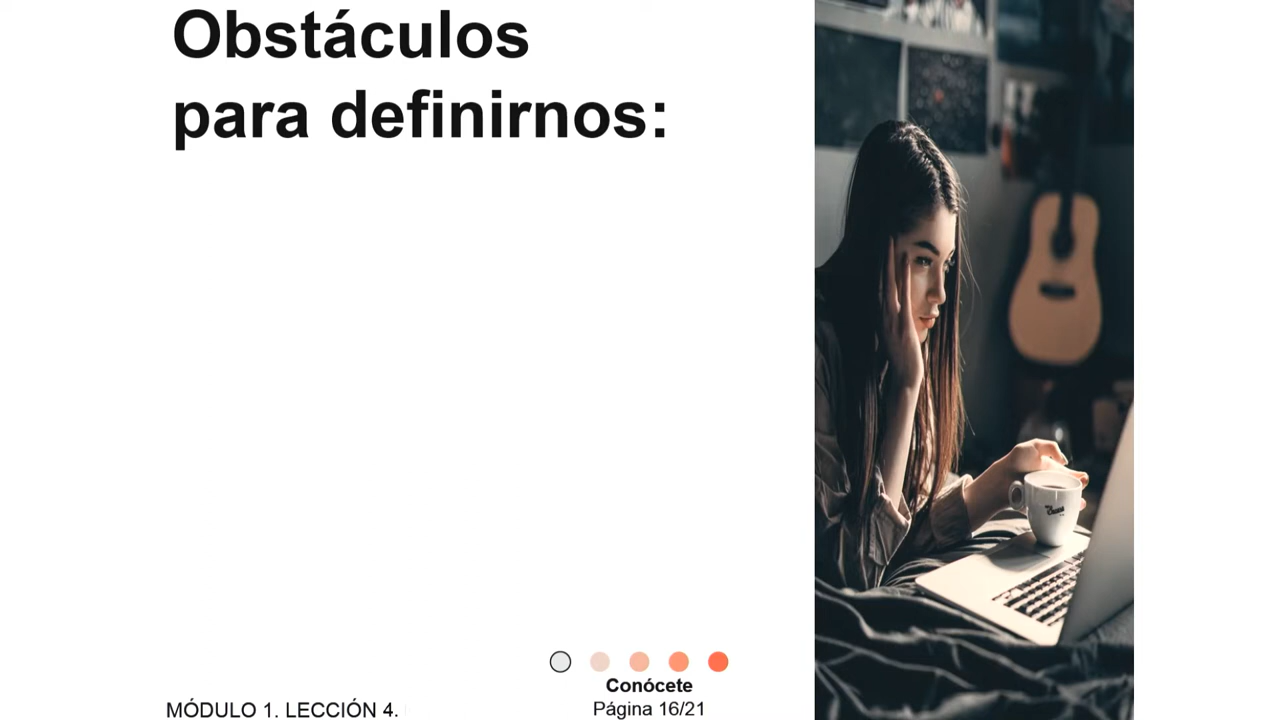 Obstáculos
para definirnos:
Conócete
MÓDULO 1. LECCIÓN 4.
Página 16/21